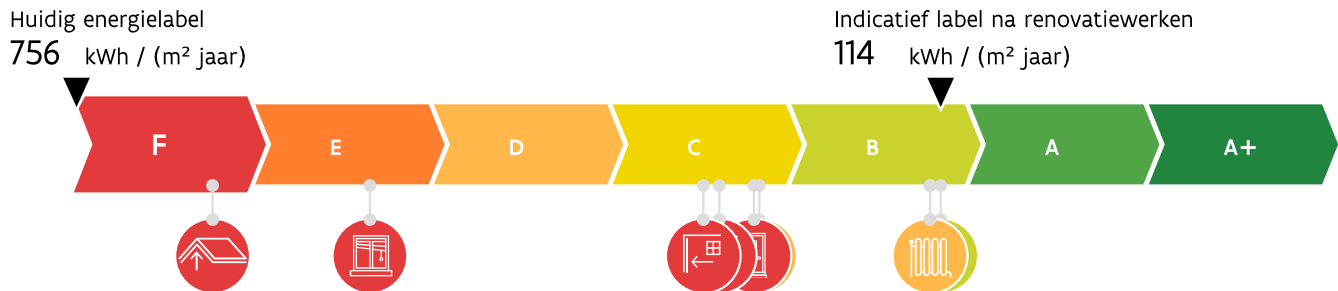 Huidig energielabel
756 kWh / (m² jaar)
Indicatief label na renovatiewerken
114 kWh / (m² jaar)
F E D C B A A+